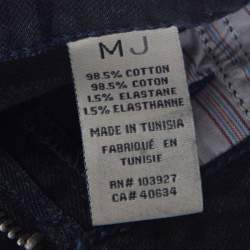 MJ
98.5% COTTON
98.5% COTON
1.5% ELASTANE
1.5% ELASTHANNE
MADE IN TUNISIA
FABRIQUÉ EN
TUNISIE
RN# 103927
CA# 40634